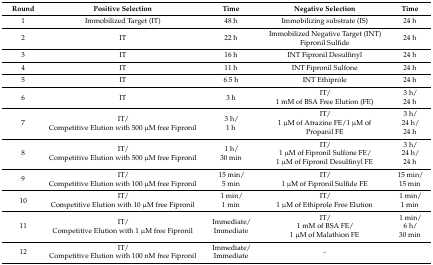 Round Positive Selection Time Negative Selection Time
1 Immobilized Target (IT) 48 h Immobilizing substrate (IS) 24 h
2 IT 22 h Immobilized Negative Target (INT) Fipronil Sulfide 24 h
3 IT 16 h INT Fipronil Desulfinyl 24 h
4 IT 11 h INT Fipronil Sulfone 24 h
5 IT 6.5 h INT Ethiprole 24 h
6 IT 3 h IT/ 3 h/
1 mM of BSA Free Elution (FE) 24 h
7 IT/ 3 h/ IT/ 3 h/
Competitive Elution with 500 µM free Fipronil 1 h 1 µM of Atrazine FE/1 µM of 24 h/
Propanil FE 24 h
8 IT/ 1 h/ IT/ 3 h/
Competitive Elution with 500 µM free Fipronil 30 min 1 µM of Fipronil Sulfone FE/ 24 h/
1 µM of Fipronil Desulfinyl FE 24 h
9 IT/ 15 min/ IT/ 15 min/
Competitive Elution with 100 µM free Fipronil 5 min 1 µM of Fipronil Sulfide FE 15 min
10 IT/ 1 min/ IT/ 1 min/
Competitive Elution with 10 µM free Fipronil 1 min 1 µM of Ethiprole Free Elution 1 min
11 IT/ Immediate/ IT/ 1 min/
Competitive Elution with 1 µM free Fipronil Immediate 1 mM of BSA FE/ 6 h/
1 µM of Malathion FE 30 min
12 IT/ Immediate/ -
Competitive Elution with 100 nM free Fipronil Immediate